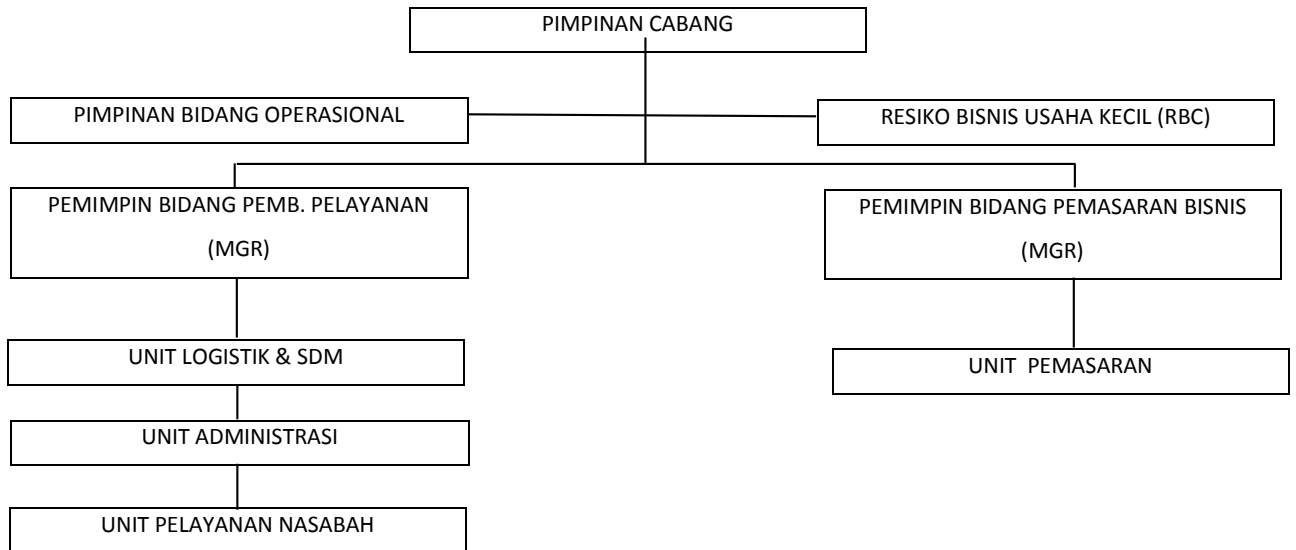 PIMPINAN CABANG
PIMPINAN BIDANG OPERASIONAL
RESIKO BISNIS USAHA KECIL (RBC)
PEMIMPIN BIDANG PEMB. PELAYANAN
(MGR)
PEMIMPIN BIDANG PEMASARAN BISNIS
(MGR)
UNIT LOGISTIK & SDM
UNIT PEMASARAN
UNIT ADMINISTRASI
UNIT PELAYANAN NASABAH